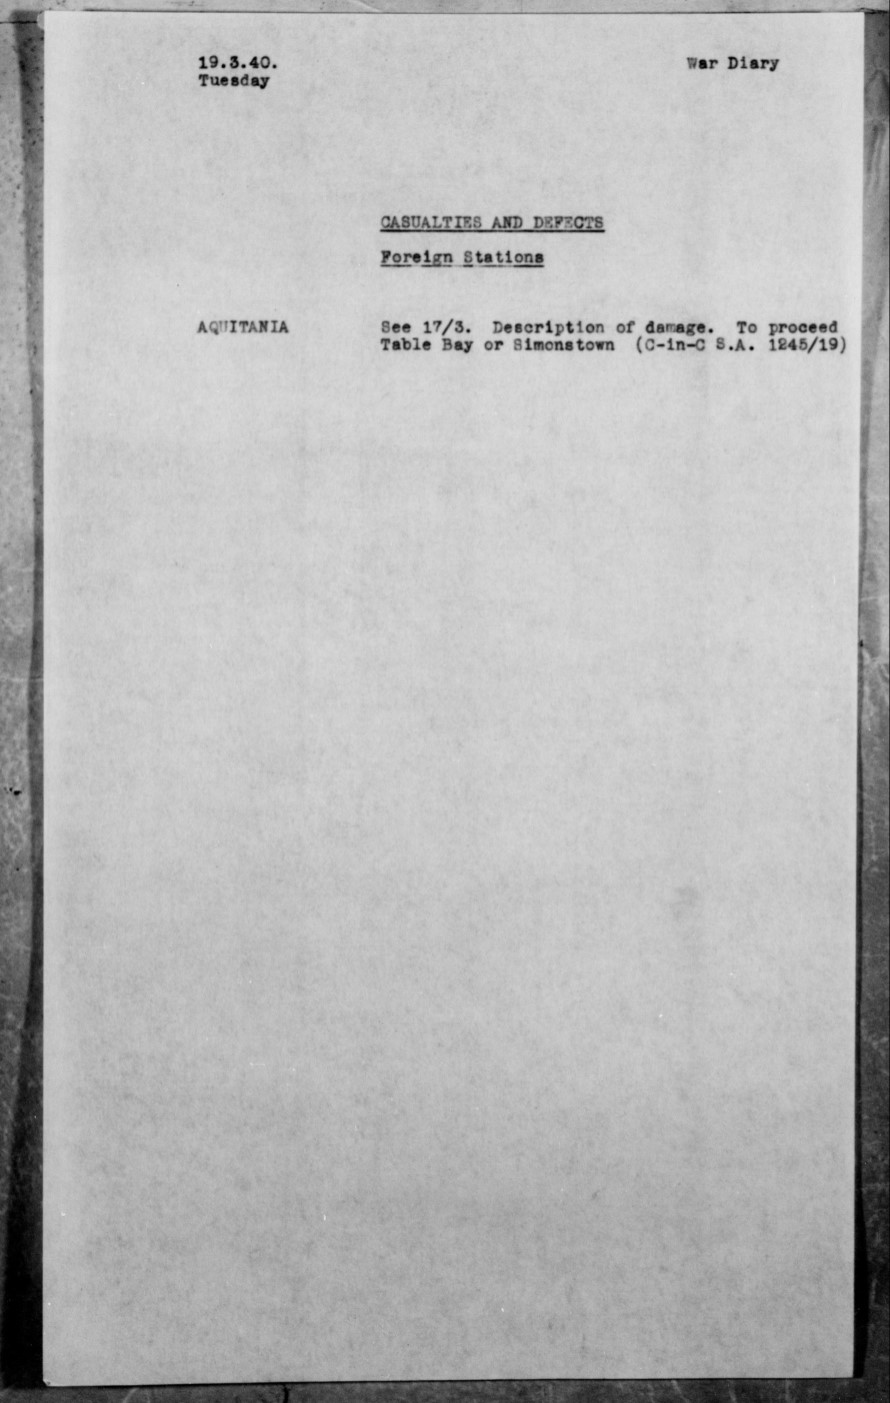 19.3.40.
War Diary
Tuesday
CASUALTIES AND DEFECTS
Foreign Stations
AQUITANIA
See 17/3. Description of damage. To proceed
Table Bay or Simonstown (C-in-C S.A. 1245/19)